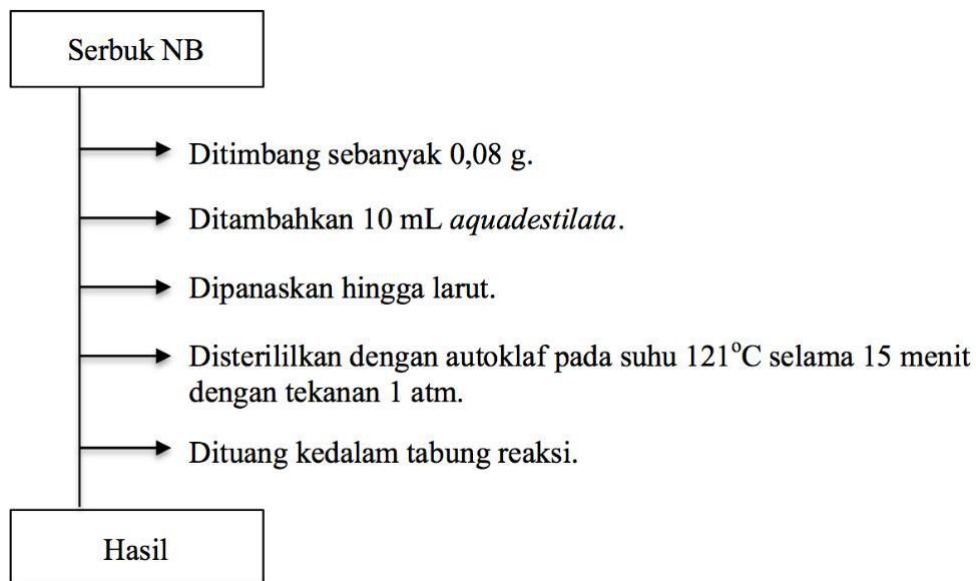 Serbuk NB
Ditimbang sebanyak 0,08 g.
Ditambahkan 10 mL aquadestilata.
Dipanaskan hingga larut.
Disterililkan dengan autoklaf pada suhu 121°C selama 15 menit
dengan tekanan 1 atm.
Dituang kedalam tabung reaksi.
Hasil